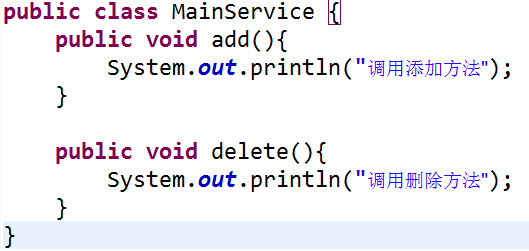 public class MainService {
    public void add(){
        System.out.println("调用添加方法");
    }

    public void delete(){
        System.out.println("调用删除方法");
    }
}